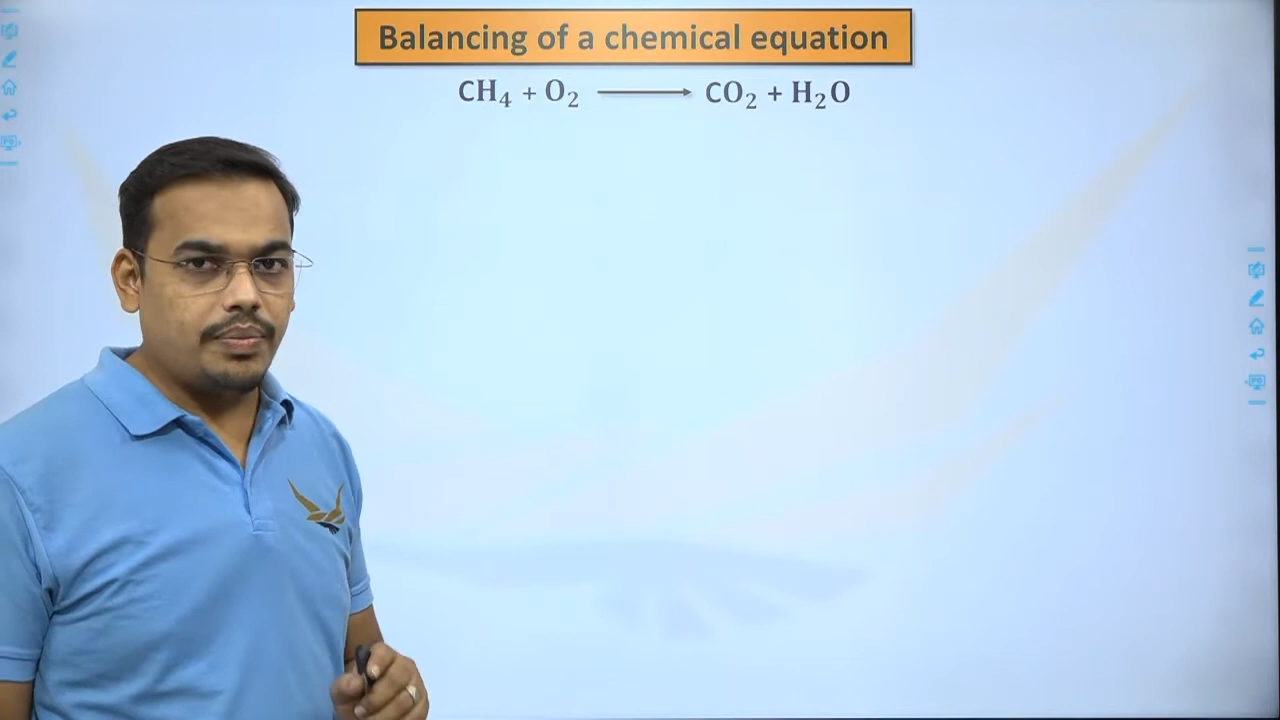 Balancing of a chemical equation
CH₄ + O₂ ⟶ CO₂ + H₂O